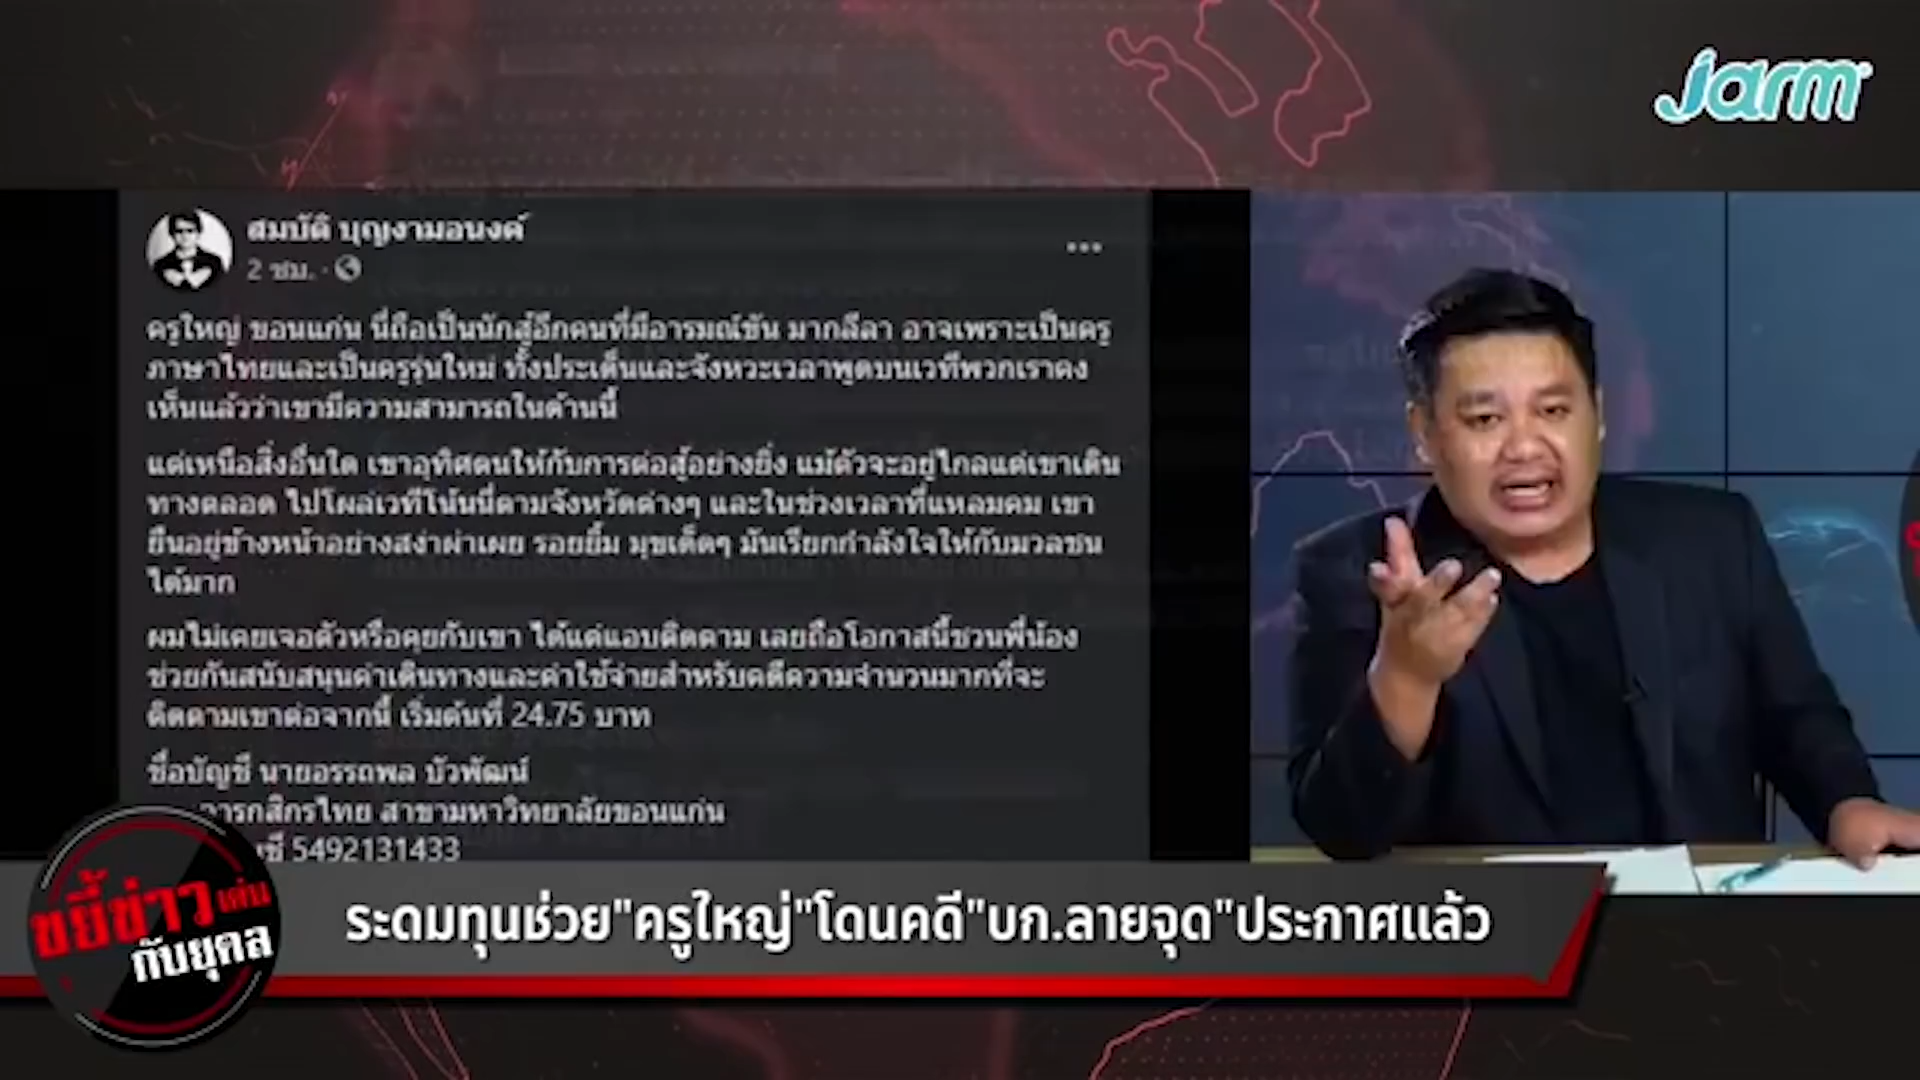 Jarm
สมบัติ บุญงามอนงค์
2 ชม.
ครูใหญ่ ขอนแก่น นี่ถือเป็นนักสู้อีกคนที่มีอารมณ์ขัน มากลีลา อาจเพราะเป็นครู
ภาษาไทยและเป็นครูรุ่นใหม่ ทั้งประเด็นและจังหวะเวลาพูดบนเวทีพวกเราคง
เห็นแล้วว่าเขามีความสามารถในด้านนี้
แต่เหนือสิ่งอื่นใด เขาอุทิศตนให้กับการต่อสู้อย่างยิ่ง แม้ตัวจะอยู่ไกลแต่เขาเดิน
ทางตลอด ไปโผล่เวทีโน้นนี่ตามจังหวัดต่างๆ และในช่วงเวลาที่แหลมคม เขา
ยืนอยู่ข้างหน้าอย่างสง่าผ่าเผย รอยยิ้ม มุขเด็ดๆ มันเรียกกำลังใจให้กับมวลชน
ได้มาก
ผมไม่เคยเจอตัวหรือคุยกับเขา ได้แต่แอบติดตาม เลยถือโอกาสนี้ชวนพี่น้อง
ช่วยกันสนับสนุนค่าเดินทางและค่าใช้จ่ายสำหรับคดีความจำนวนมากที่จะ
ติดตามเขาต่อจากนี้ เริ่มต้นที่ 24.75 บาท
ชื่อบัญชี นายอรรถพล บัวพัฒน์
คารกสิกรไทย สาขามหาวิทยาลัยขอนแก่น
ชี 5492131433
ขยี้ข่าวเด่น
กับยุคล
ระดมทุนช่วย"ครูใหญ่"โดนคดี"บก.ลายจุด"ประกาศแล้ว